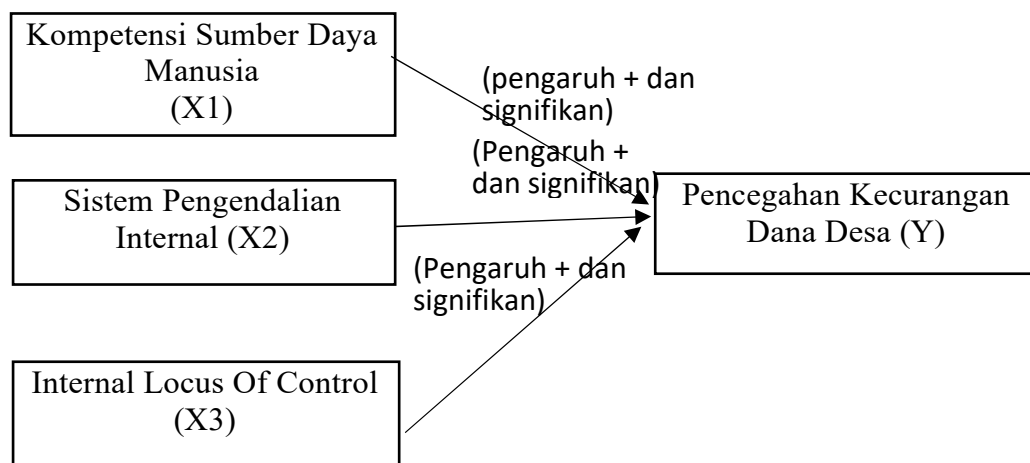 Kompetensi Sumber Daya
Manusia
(X1)
(pengaruh + dan
signifikan)
(Pengaruh +
dan signifikan)
Sistem Pengendalian
Internal (X2)
Pencegahan Kecurangan
Dana Desa (Y)
(Pengaruh + dan
signifikan)
Internal Locus Of Control
(X3)